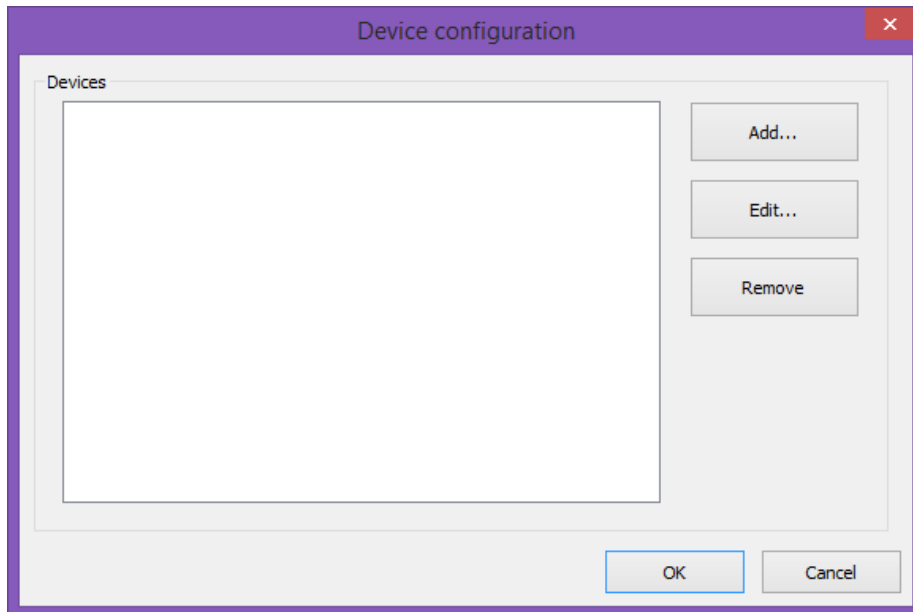 Device configuration
Devices
Add...
Edit...
Remove
OK
Cancel